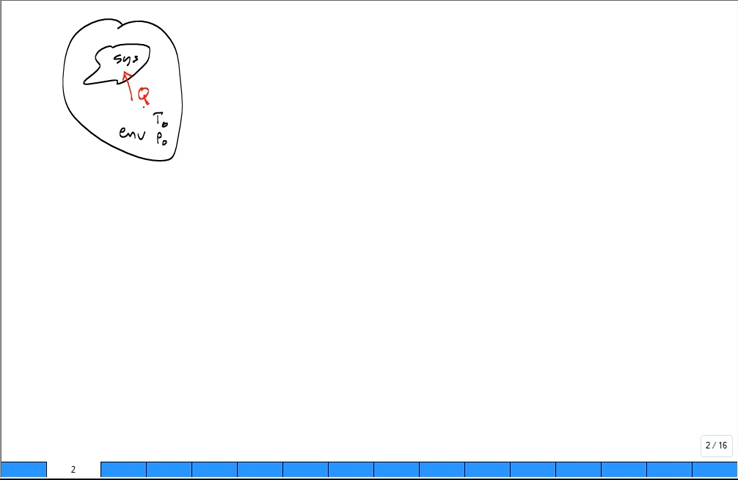 sys
Q
T₀
env P₀
2 / 16
2